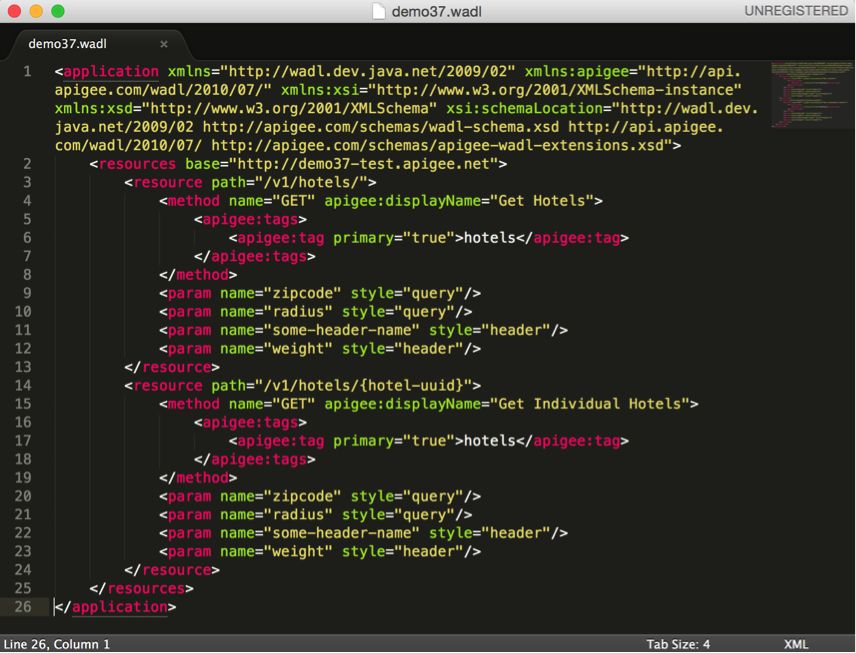 demo37.wadl
UNREGISTERED
demo37.wadl ×
1 <application xmlns="http://wadl.dev.java.net/2009/02" xmlns:apigee="http://api.
apigee.com/wadl/2010/07/" xmlns:xsi="http://www.w3.org/2001/XMLSchema-instance"
xmlns:xsd="http://www.w3.org/2001/XMLSchema" xsi:schemaLocation="http://wadl.dev.
java.net/2009/02 http://apigee.com/schemas/wadl-schema.xsd http://api.apigee.
com/wadl/2010/07/ http://apigee.com/schemas/apigee-wadl-extensions.xsd">
2 <resources base="http://demo37-test.apigee.net">
3 <resource path="/v1/hotels/">
4 <method name="GET" apigee:displayName="Get Hotels">
5 <apigee:tags>
6 <apigee:tag primary="true">hotels</apigee:tag>
7 </apigee:tags>
8 </method>
9 <param name="zipcode" style="query"/>
10 <param name="radius" style="query"/>
11 <param name="some-header-name" style="header"/>
12 <param name="weight" style="header"/>
13 </resource>
14 <resource path="/v1/hotels/{hotel-uuid}">
15 <method name="GET" apigee:displayName="Get Individual Hotels">
16 <apigee:tags>
17 <apigee:tag primary="true">hotels</apigee:tag>
18 </apigee:tags>
19 </method>
20 <param name="zipcode" style="query"/>
21 <param name="radius" style="query"/>
22 <param name="some-header-name" style="header"/>
23 <param name="weight" style="header"/>
24 </resource>
25 </resources>
26 </application>
Line 26, Column 1
Tab Size: 4
XML